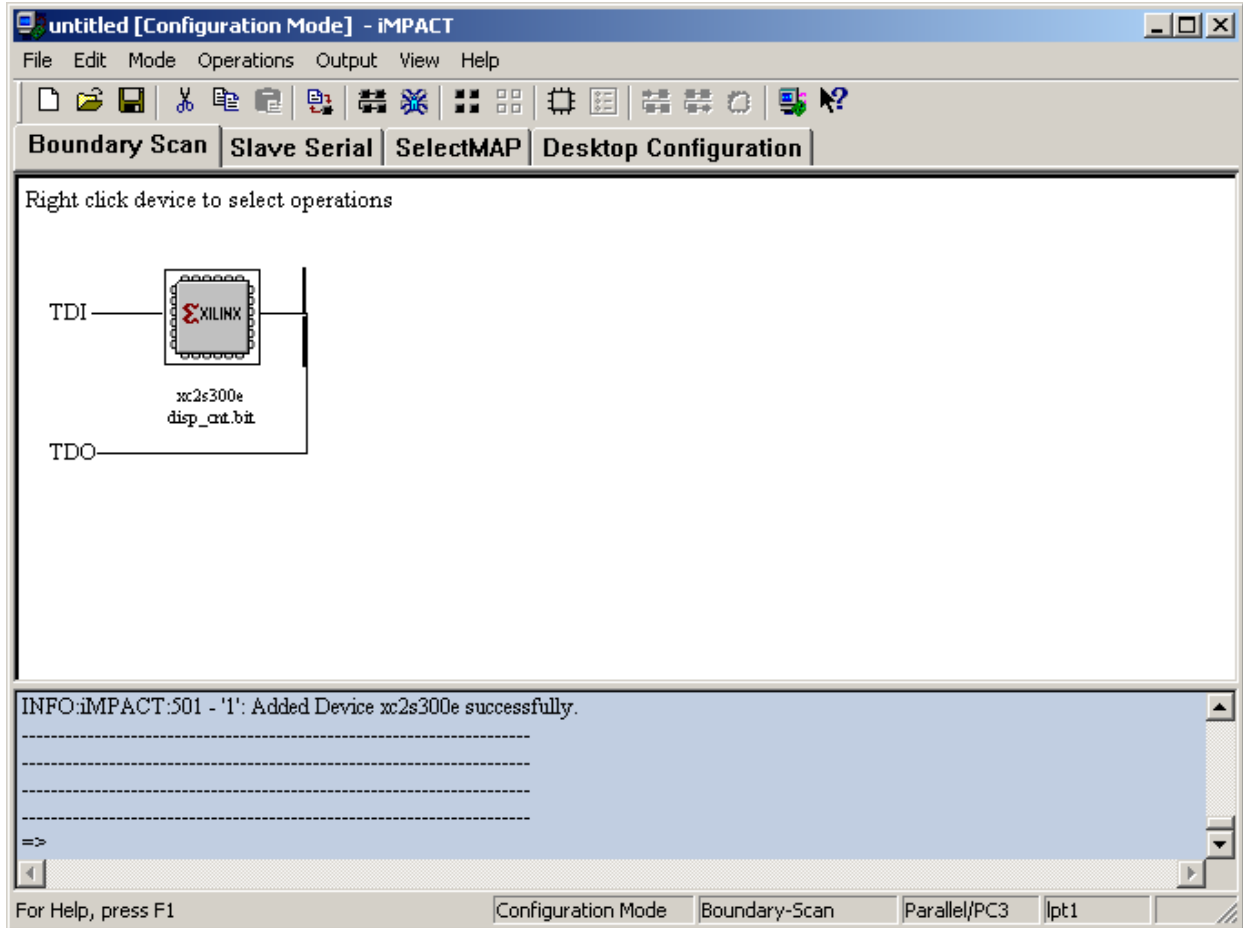 untitled [Configuration Mode] - iMPACT
File Edit Mode Operations Output View Help
Boundary Scan Slave Serial SelectMAP Desktop Configuration
Right click device to select operations
TDI
XILINX
xc2s300e
disp_cnt.bit
TDO
INFO:iMPACT:501 - '1': Added Device xc2s300e successfully.
----------------------------------------------------------------------
----------------------------------------------------------------------
----------------------------------------------------------------------
----------------------------------------------------------------------
=>
For Help, press F1 Configuration Mode Boundary-Scan Parallel/PC3 lpt1